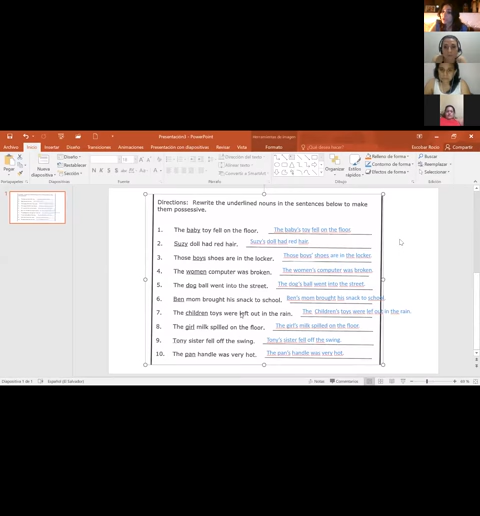 Presentación3 - PowerPoint
Herramientas de imagen
Archivo Inicio Insertar Diseño Transiciones Animaciones Presentación con diapositivas Revisar Vista Formato ¿Qué desea hacer? Escobar Rocio Compartir
Pegar
Nueva diapositiva
Diseño
Restablecer
Sección
Organizar
Estilos rápidos
Relleno de forma
Contorno de forma
Efectos de forma
Buscar
Reemplazar
Seleccionar
Portapapeles Diapositivas Fuente Párrafo Dibujo Edición
1
Directions: Rewrite the underlined nouns in the sentences below to make
them possessive.
1. The baby toy fell on the floor. The baby's toy fell on the floor.
2. Suzy doll had red hair. Suzy's doll had red hair.
3. Those boys shoes are in the locker. Those boys' shoes are in the locker.
4. The women computer was broken. The women's computer was broken.
5. The dog ball went into the street. The dog's ball went into the street.
6. Ben mom brought his snack to school. Ben's mom brought his snack to school.
7. The children toys were left out in the rain. The Children's toys were lef out in the rain.
8. The girl milk spilled on the floor. The girl's milk spilled on the floor.
9. Tony sister fell off the swing. Tony's sister fell off the swing.
10. The pan handle was very hot. The pan's handle was very hot.
Diapositiva 1 de 1 Español (El Salvador) Notas Comentarios